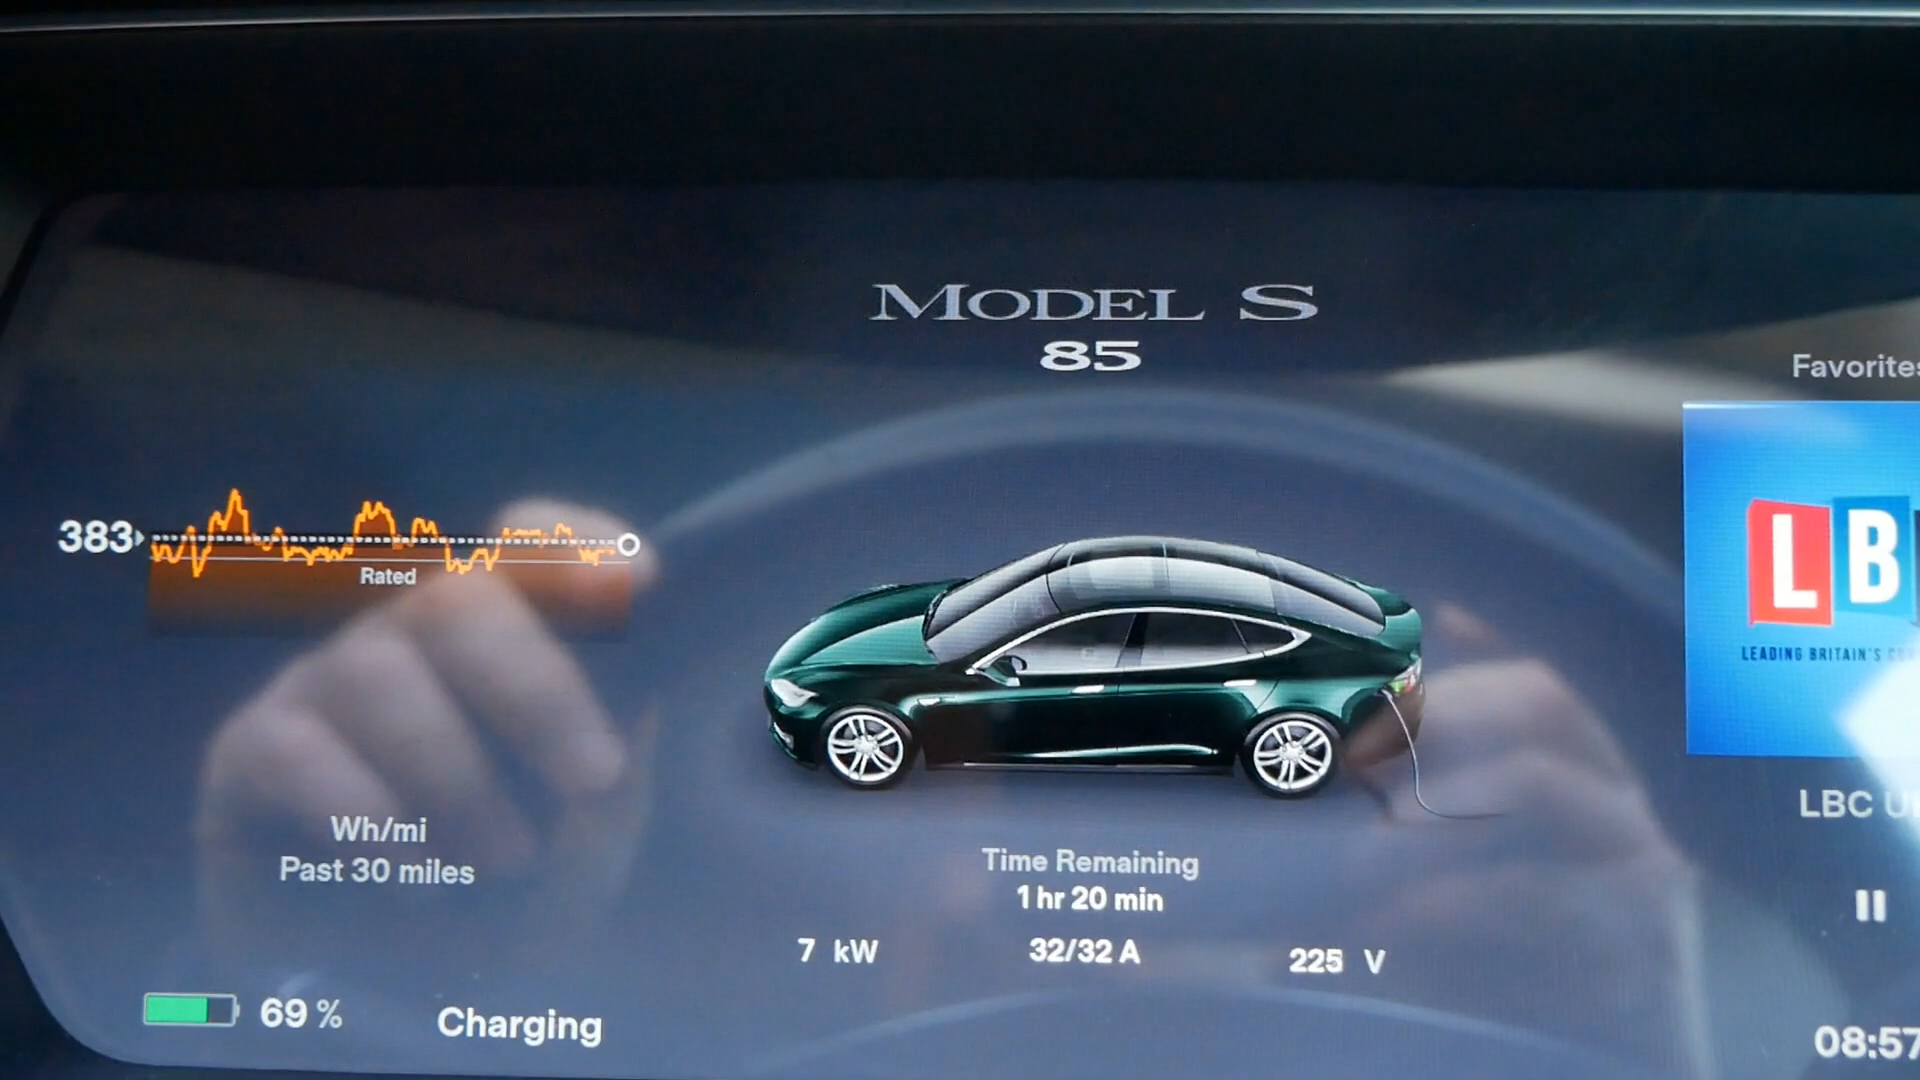 MODEL S
85
Favorites
383
Rated
LB
LEADING BRITAIN'S
Wh/mi
Past 30 miles
LBC
Time Remaining
1 hr 20 min
7 kW
32/32 A
225 V
69 %
Charging
08:57